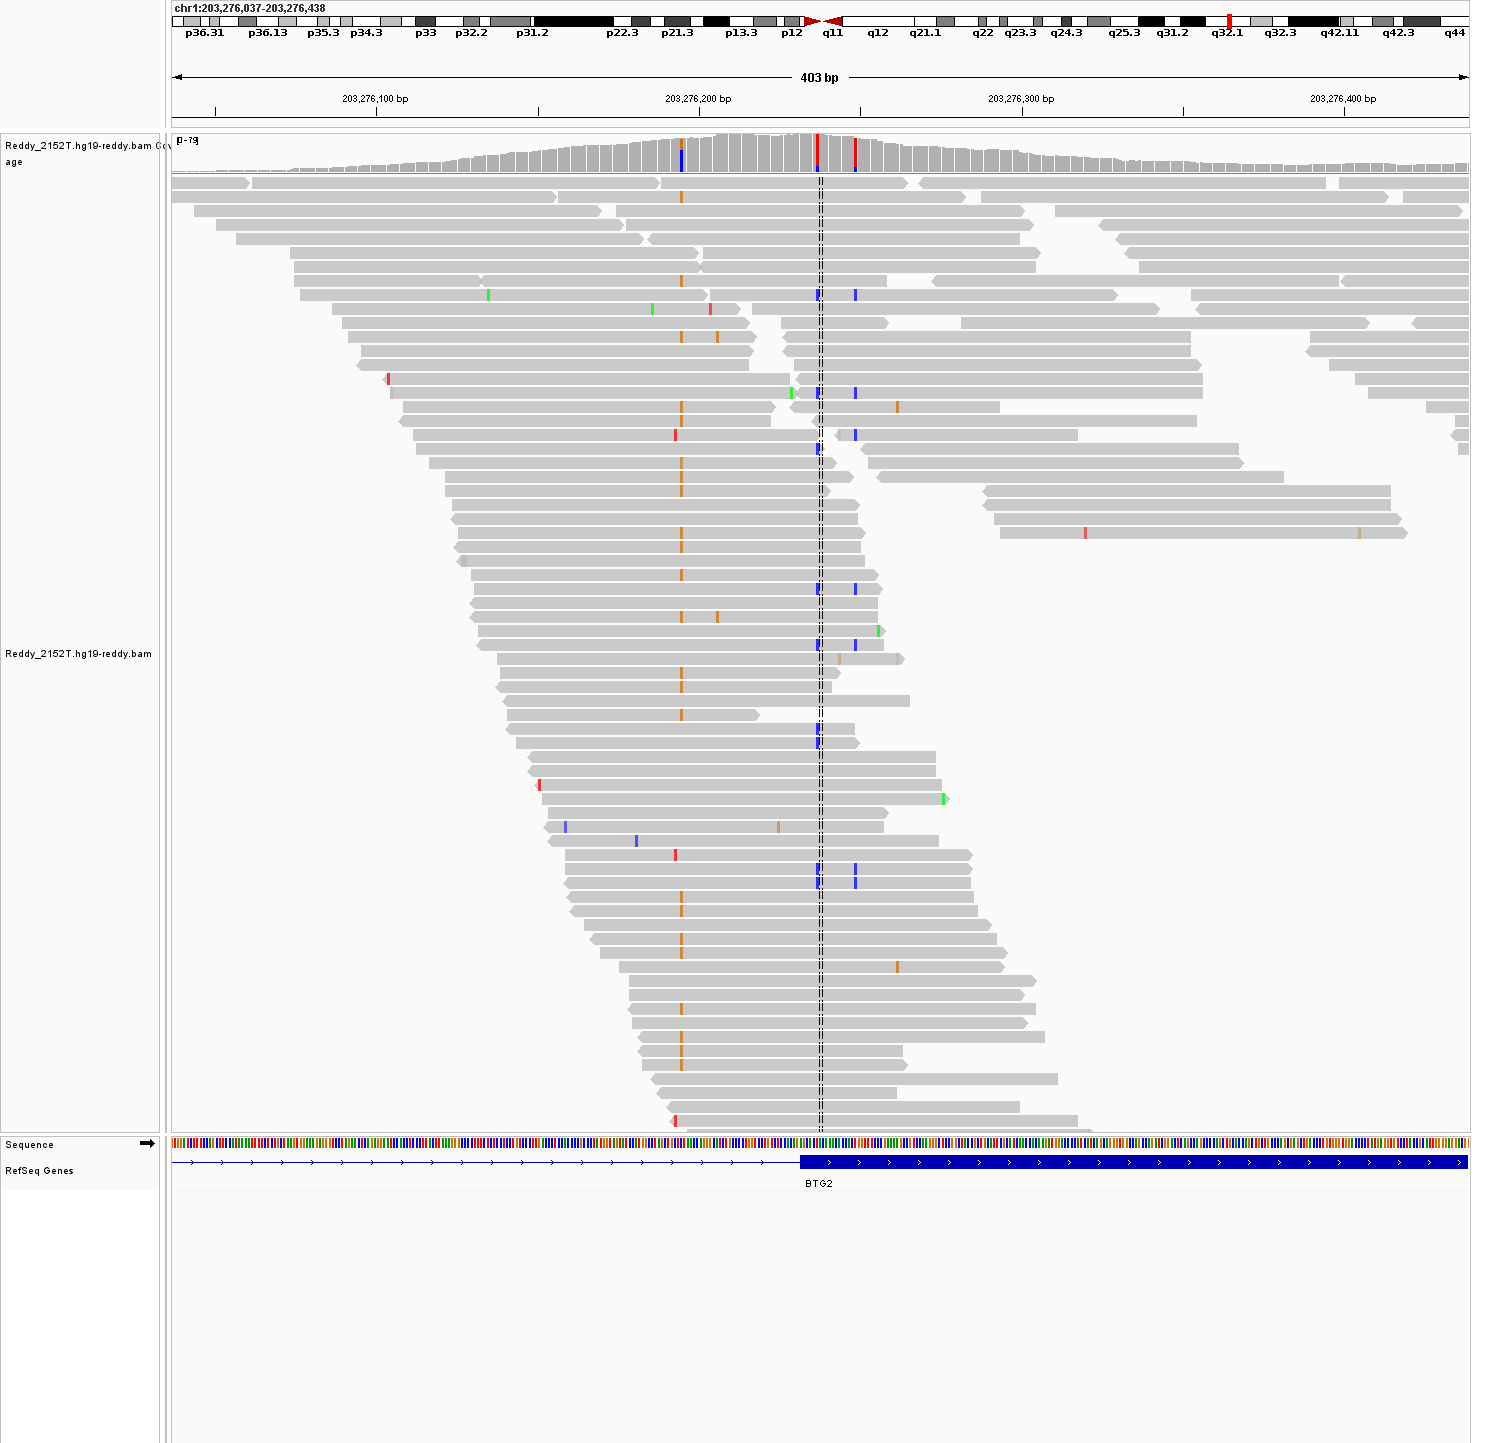 chr1:203,276,037-203,276,438
p36.31 p36.13 p35.3 p34.3 p33 p32.2 p31.2 p22.3 p21.3 p13.3 p12 q11 q12 q21.1 q22 q23.3 q24.3 q25.3 q31.2 q32.1 q32.3 q42.11 q42.3 q44
403 bp
203,276,100 bp 203,276,200 bp 203,276,300 bp 203,276,400 bp
[0-79]
Reddy_2152T.hg19-reddy.bam Cov
age
Reddy_2152T.hg19-reddy.bam
Sequence
RefSeq Genes
BTG2